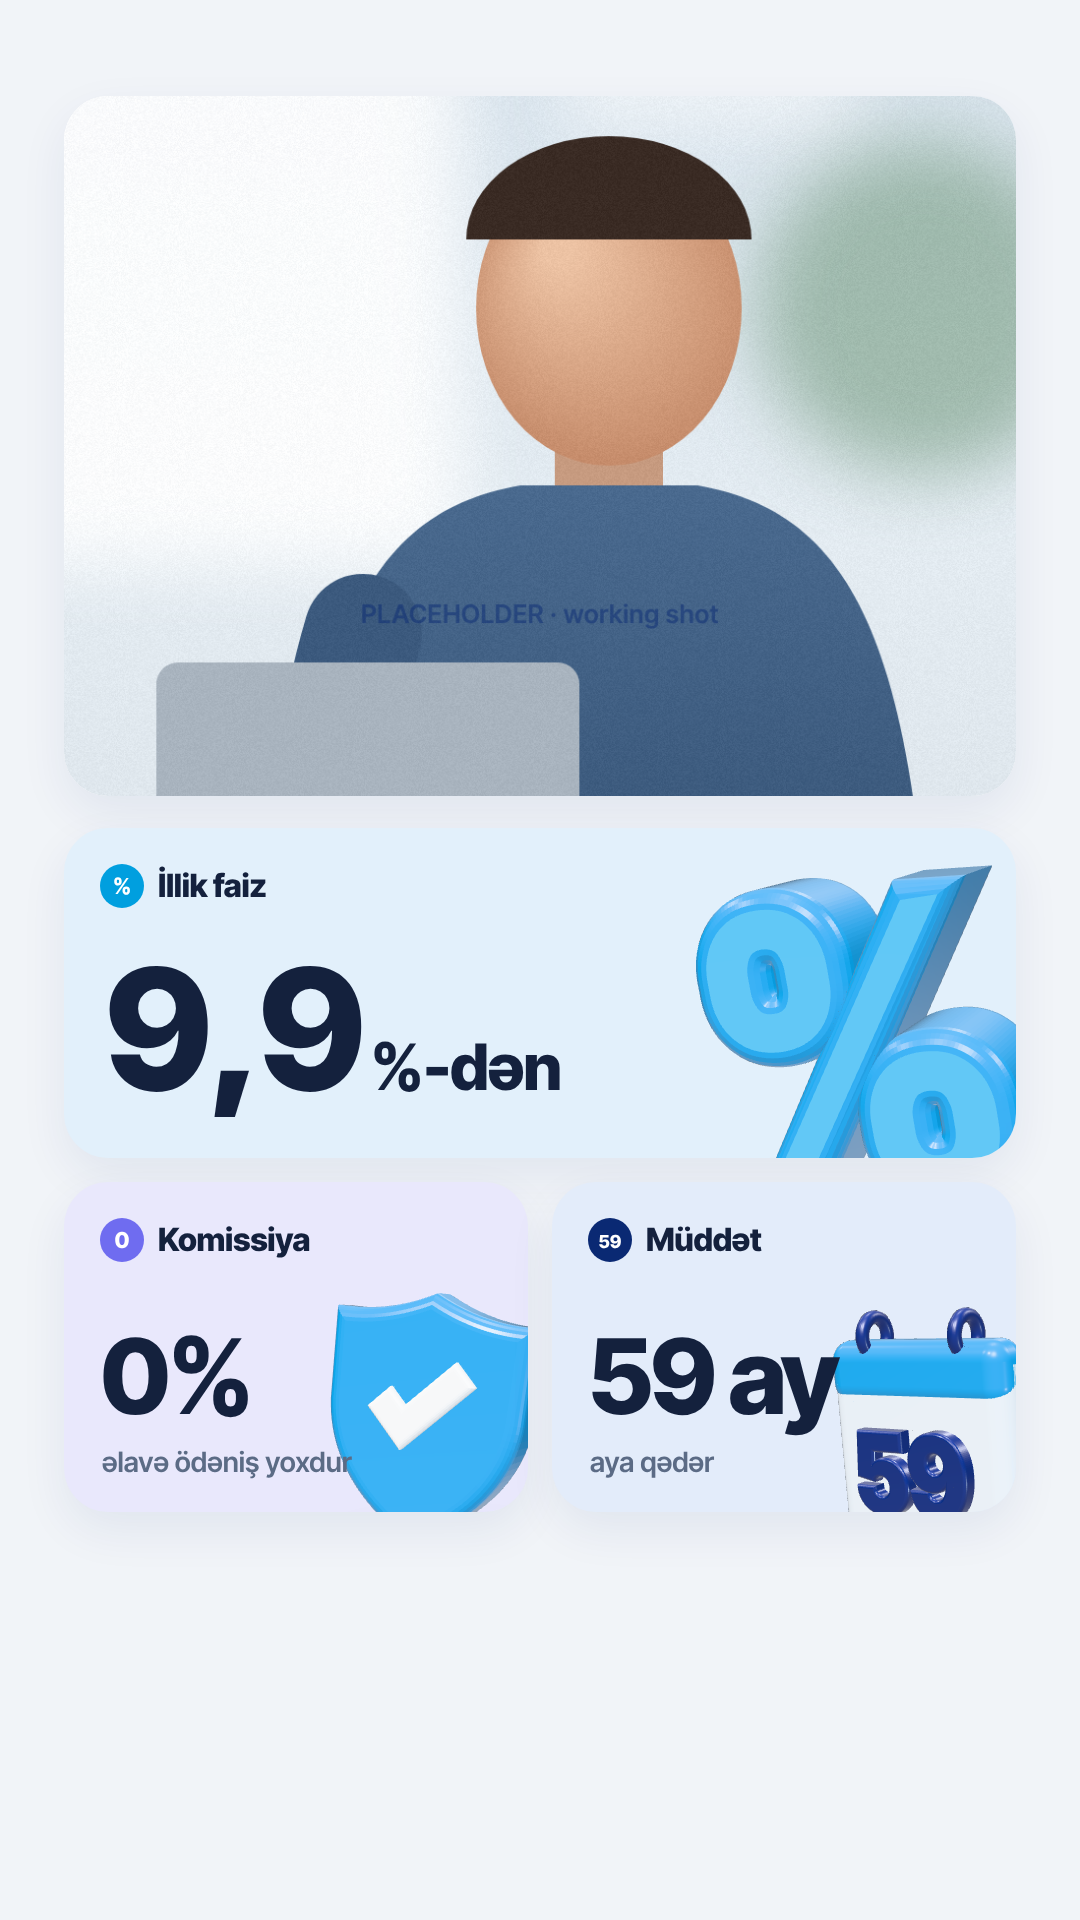 PLACEHOLDER · working shot
% İllik faiz
9,9%-dən
%
0 Komissiya
0%
əlavə ödəniş yoxdur
59 Müddət
59 ay
aya qədər
59